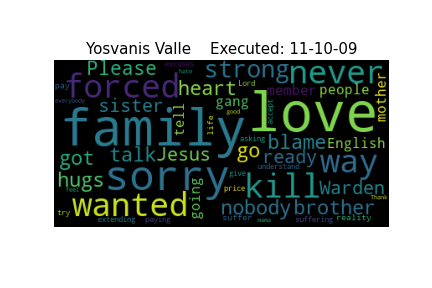 Yosvanis Valle    Executed: 11-10-09
Please excuses strong never
pay hate forced heart Lord member people mother
everybody sister tell gang life good accept
family love
asking blame English
got talk Jesus go ready understand way
feel hugs sorry going give kill Warden
price Thank
wanted nobody brother
try extending paying suffer mama suffering reality